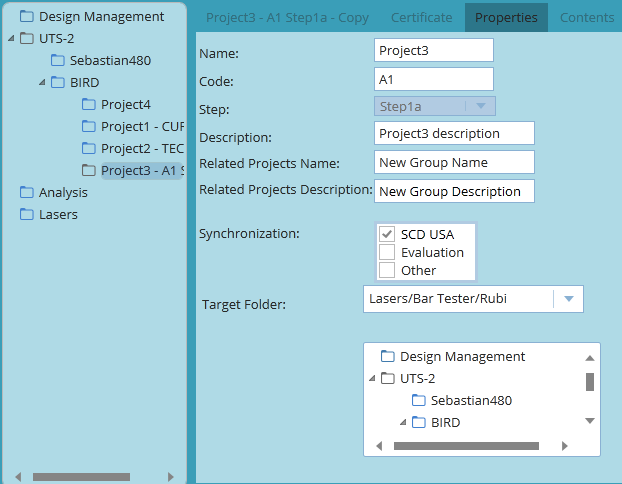 Design Management
UTS-2
Sebastian480
BIRD
Project4
Project1 - CUF
Project2 - TEC
Project3 - A1 S
Analysis
Lasers
Project3 - A1 Step1a - Copy Certificate Properties Contents
Name: Project3
Code: A1
Step: Step1a
Description: Project3 description
Related Projects Name: New Group Name
Related Projects Description: New Group Description
Synchronization: SCD USA
Evaluation
Other
Target Folder: Lasers/Bar Tester/Rubi
Design Management
UTS-2
Sebastian480
BIRD